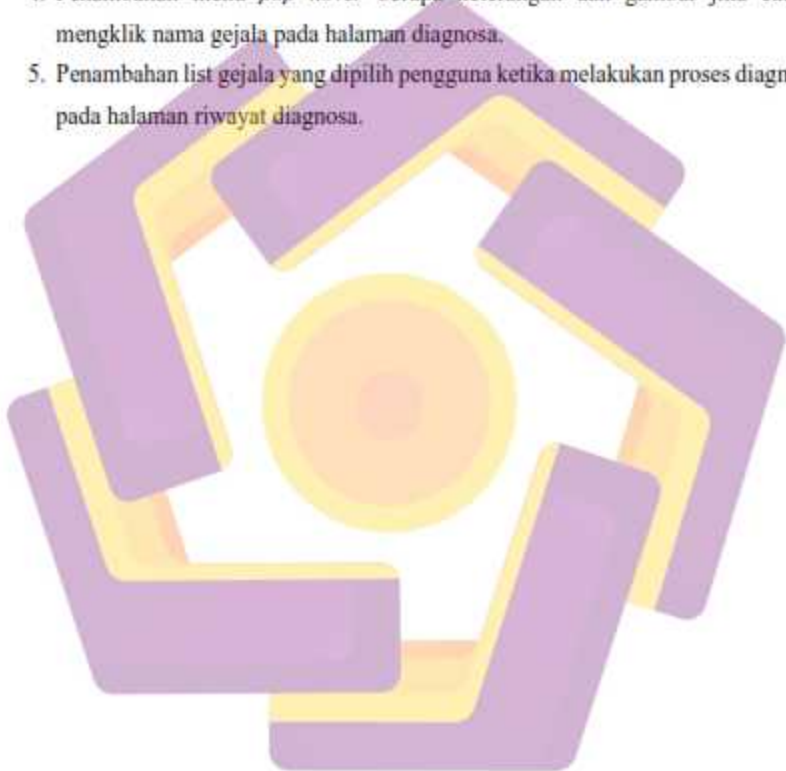 mengklik nama gejala pada halaman diagnosa.
5. Penambahan list gejala yang dipilih pengguna ketika melakukan proses diagn
pada halaman riwayat diagnosa.